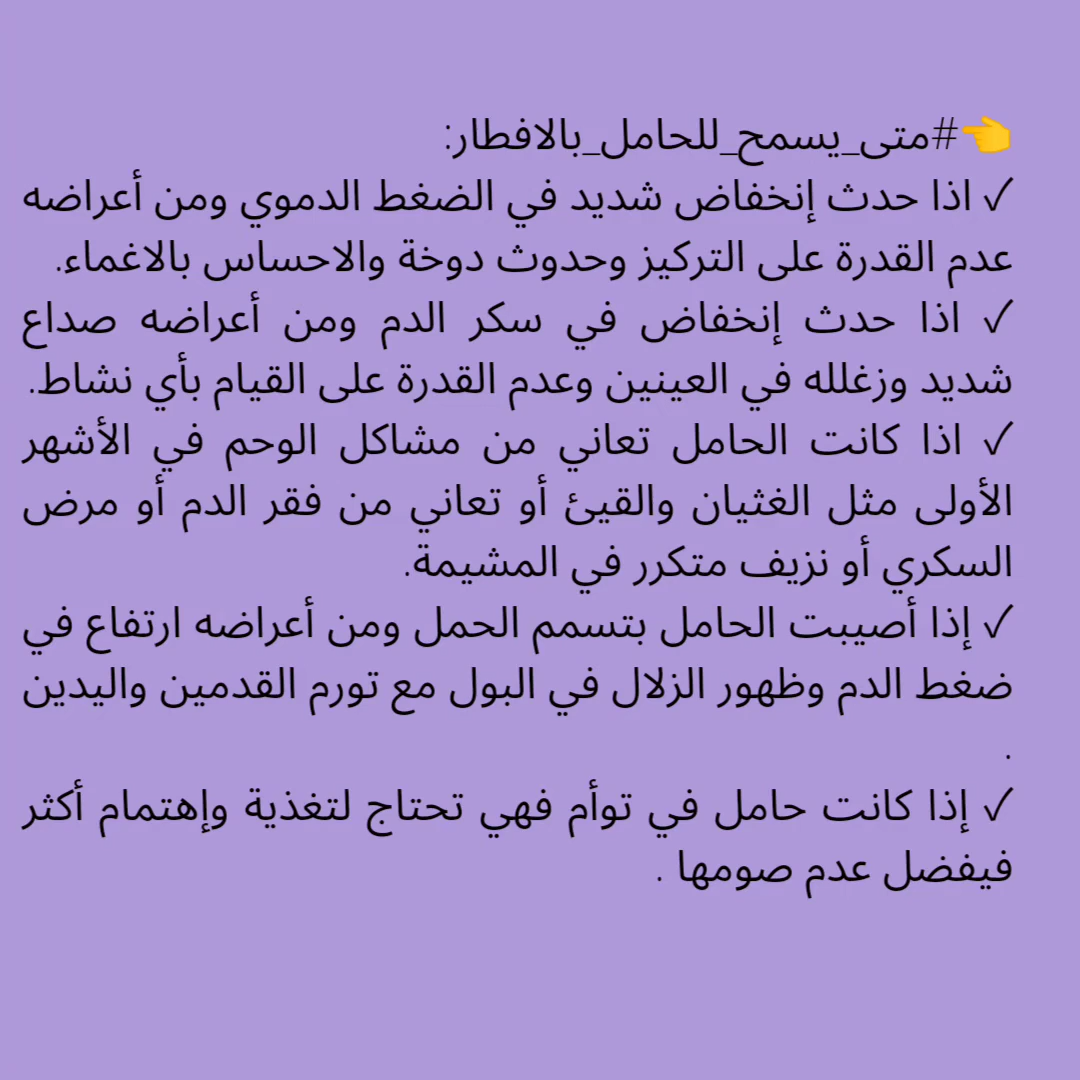 👈#متى_يسمح_للحامل_بالافطار:
✓ اذا حدث إنخفاض شديد في الضغط الدموي ومن أعراضه
عدم القدرة على التركيز وحدوث دوخة والاحساس بالاغماء.
✓ اذا حدث إنخفاض في سكر الدم ومن أعراضه صداع
شديد وزغلله في العينين وعدم القدرة على القيام بأي نشاط.
✓ اذا كانت الحامل تعاني من مشاكل الوحم في الأشهر
الأولى مثل الغثيان والقيئ أو تعاني من فقر الدم أو مرض
السكري أو نزيف متكرر في المشيمة.
✓ إذا أصيبت الحامل بتسمم الحمل ومن أعراضه ارتفاع في
ضغط الدم وظهور الزلال في البول مع تورم القدمين واليدين
.
✓ إذا كانت حامل في توأم فهي تحتاج لتغذية وإهتمام أكثر
فيفضل عدم صومها .